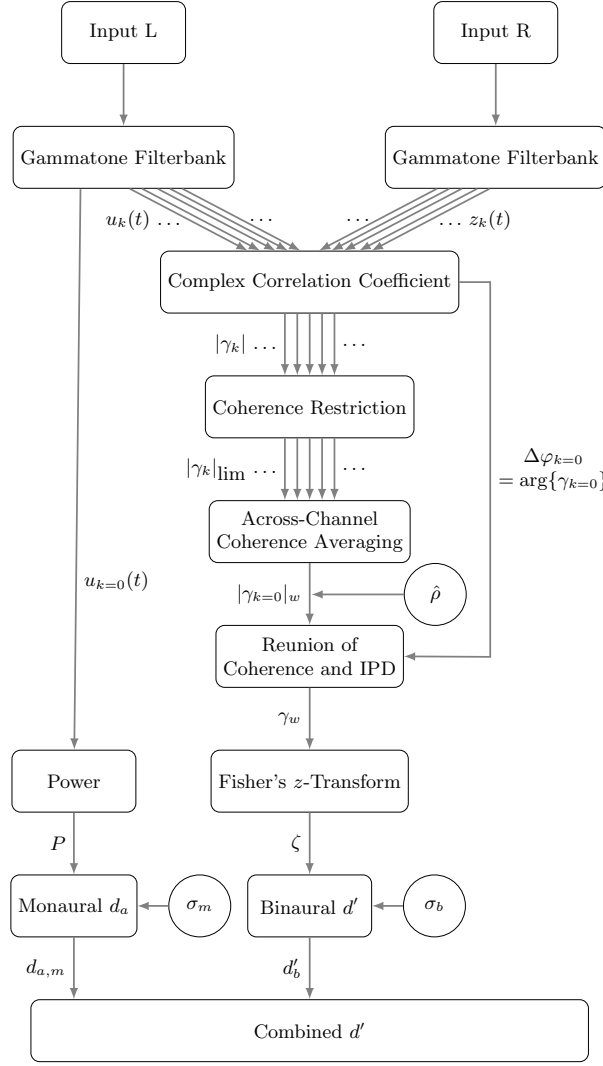 Input L
Input R
Gammatone Filterbank
Gammatone Filterbank
u_k(t) … … … … z_k(t)
Complex Correlation Coefficient
|γ_k| … …
Coherence Restriction
|γ_k|_lim … …
Δφ_{k=0}
= arg{γ_{k=0}}
Across-Channel
Coherence Averaging
u_{k=0}(t)
|γ_{k=0}|_w
ρ̂
Reunion of
Coherence and IPD
γ_w
Power
Fisher's z-Transform
P
ζ
Monaural d_a
σ_m
Binaural d′
σ_b
d_{a,m}
d′_b
Combined d′